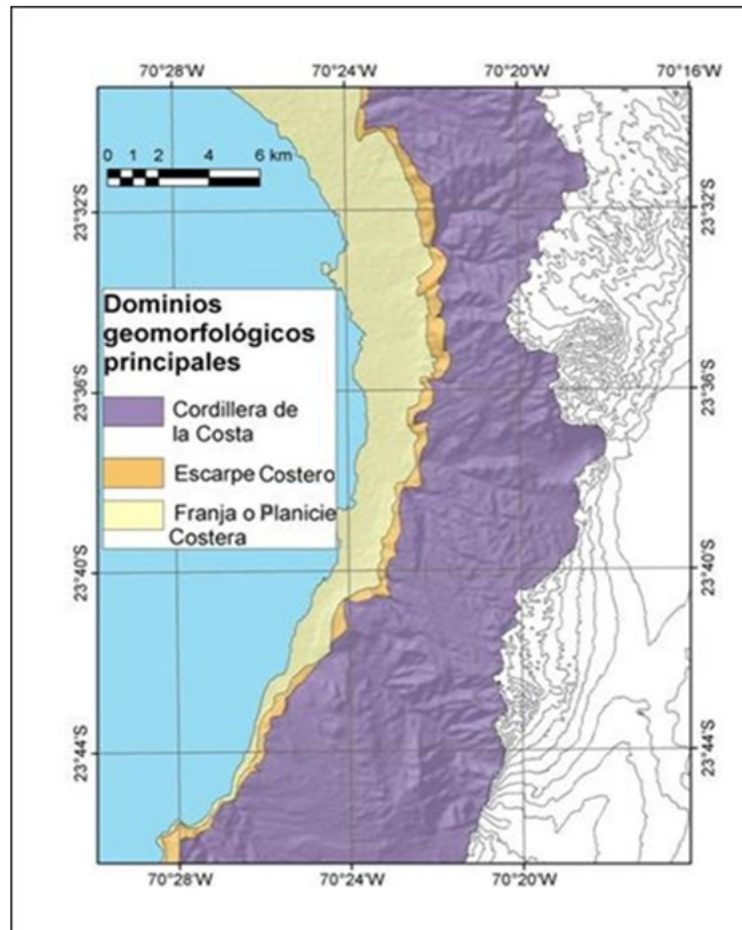 70°28'W 70°24'W 70°20'W 70°16'W
0 1 2 4 6 km
23°32'S 23°32'S
Dominios
geomorfológicos
principales
23°36'S 23°36'S
Cordillera de
la Costa
Escarpe Costero
Franja o Planicie
Costera
23°40'S 23°40'S
23°44'S 23°44'S
70°28'W 70°24'W 70°20'W